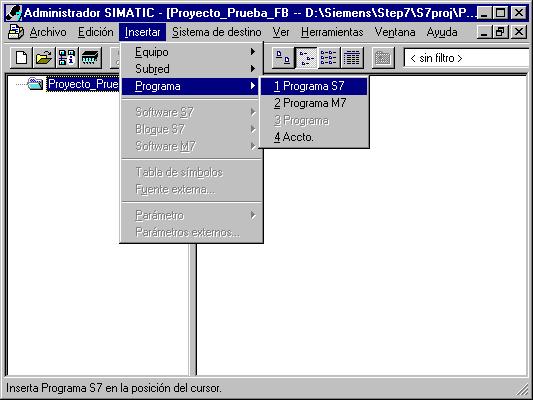 Administrador SIMATIC - [Proyecto_Prueba_FB -- D:\Siemens\Step7\S7proj\P...
Archivo Edición Insertar Sistema de destino Ver Herramientas Ventana Ayuda
< sin filtro >
Proyecto_Prue
Equipo
Subred
Programa
Software S7
Bloque S7
Software M7
Tabla de símbolos
Fuente externa...
Parámetro
Parámetros externos...
1 Programa S7
2 Programa M7
3 Programa
4 Accto.
Inserta Programa S7 en la posición del cursor.